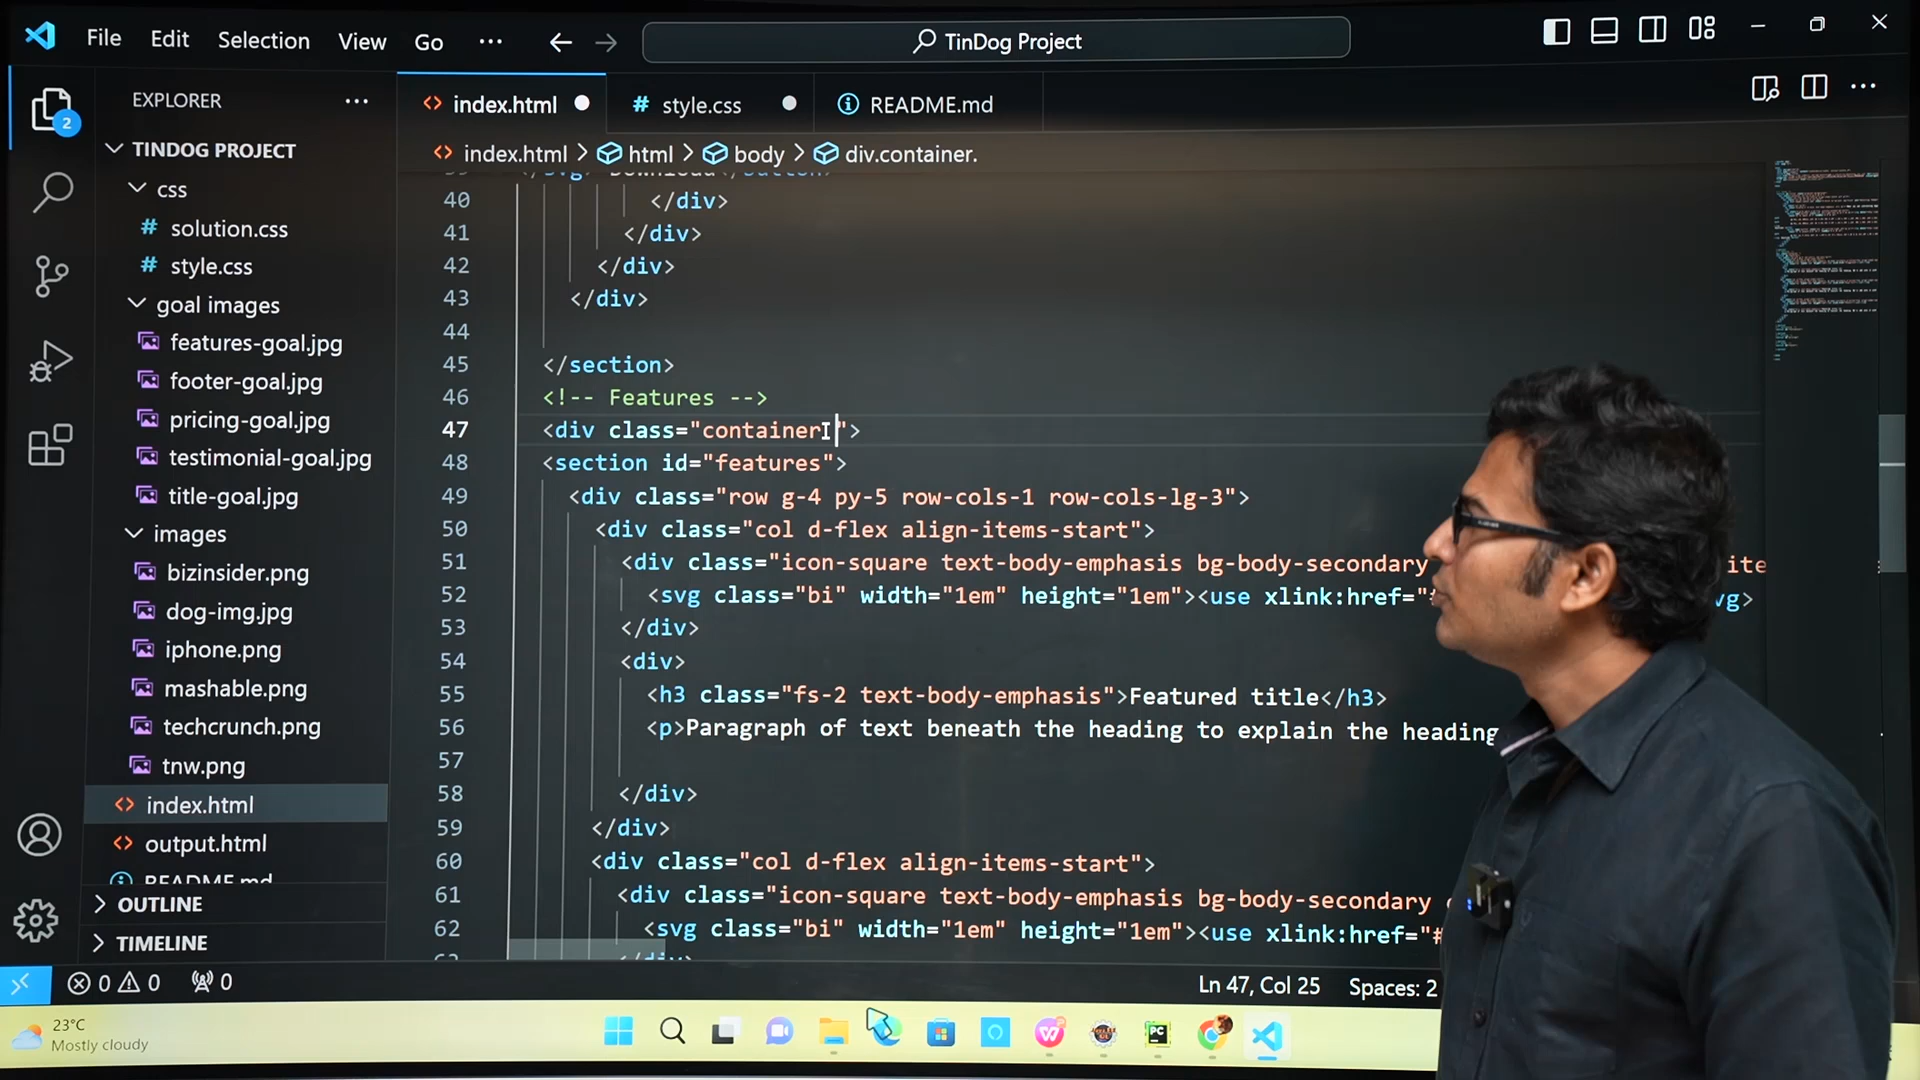 File Edit Selection View Go ··· TinDog Project
EXPLORER ···
index.html # style.css README.md
TINDOG PROJECT
css
# solution.css
# style.css
goal images
features-goal.jpg
footer-goal.jpg
pricing-goal.jpg
testimonial-goal.jpg
title-goal.jpg
images
bizinsider.png
dog-img.jpg
iphone.png
mashable.png
techcrunch.png
tnw.png
index.html
output.html
README.md
OUTLINE
TIMELINE
2
index.html > html > body > div.container.
40 </div>
41 </div>
42 </div>
43 </div>
44
45 </section>
46 <!-- Features -->
47 <div class="container ">
48 <section id="features">
49 <div class="row g-4 py-5 row-cols-1 row-cols-lg-3">
50 <div class="col d-flex align-items-start">
51 <div class="icon-square text-body-emphasis bg-body-secondary ite
52 <svg class="bi" width="1em" height="1em"><use xlink:href="# vg>
53 </div>
54 <div>
55 <h3 class="fs-2 text-body-emphasis">Featured title</h3>
56 <p>Paragraph of text beneath the heading to explain the heading
57
58 </div>
59 </div>
60 <div class="col d-flex align-items-start">
61 <div class="icon-square text-body-emphasis bg-body-secondary
62 <svg class="bi" width="1em" height="1em"><use xlink:href="#
0 0 0 Ln 47, Col 25 Spaces: 2
23°C
Mostly cloudy